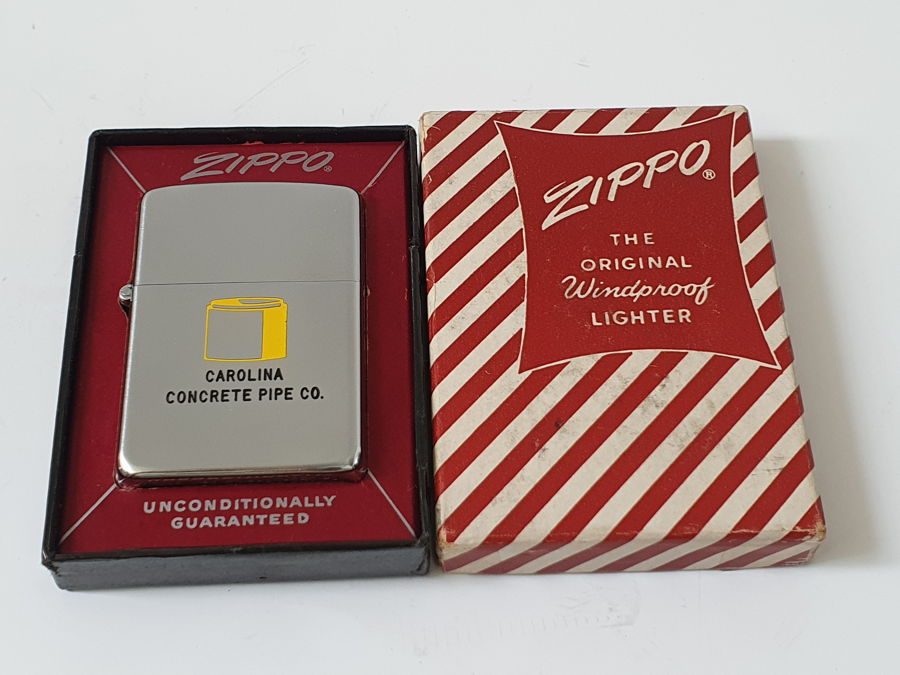 ZIPPO®
CAROLINA
CONCRETE PIPE CO.
UNCONDITIONALLY
GUARANTEED
ZIPPO®
THE
ORIGINAL
Windproof
LIGHTER